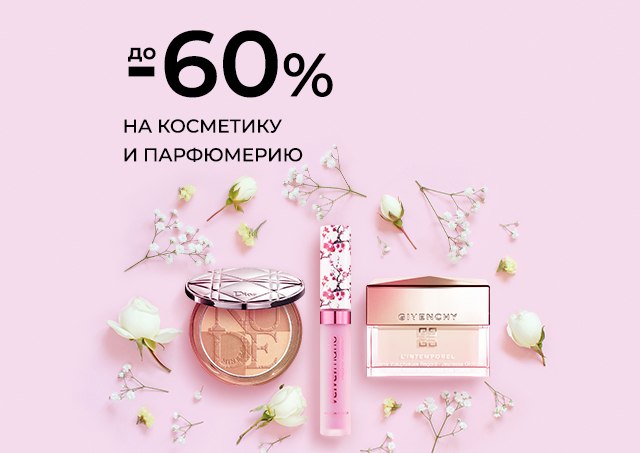 до
-60%
НА КОСМЕТИКУ
И ПАРФЮМЕРИЮ
Dior
NUDE
GIVENCHY
L'INTEMPOREL